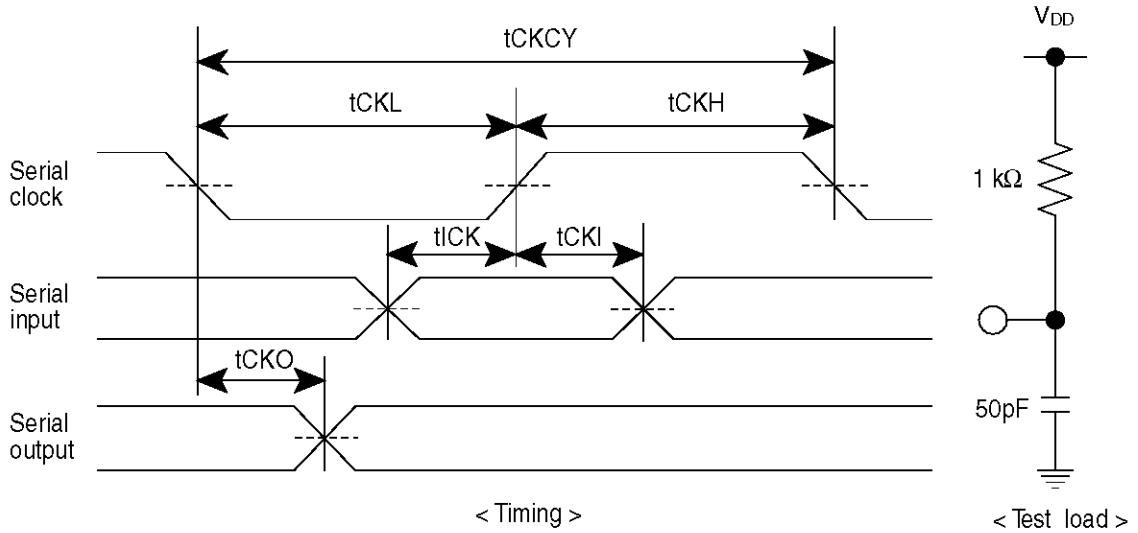 tCKCY
VDD
tCKL
tCKH
Serial
clock
1 kΩ
tICK
tCKI
Serial
input
tCKO
Serial
output
50pF
< Timing >
< Test load >